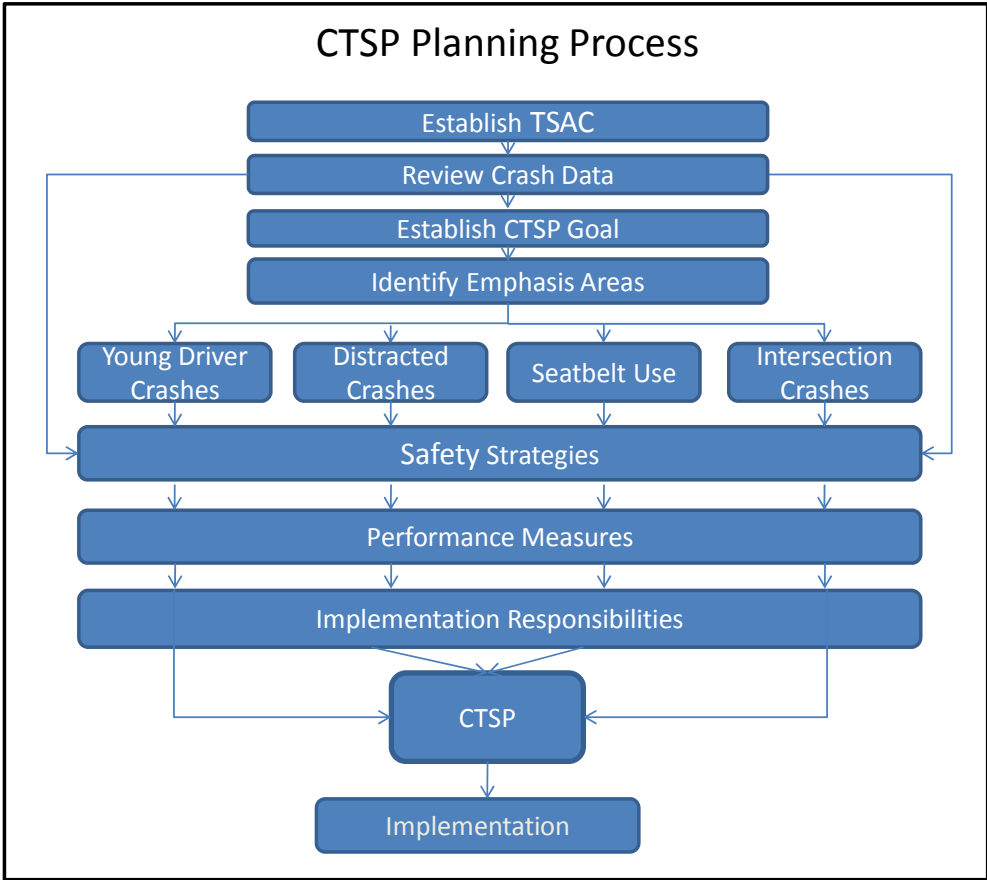 CTSP Planning Process
Establish TSAC
Review Crash Data
Establish CTSP Goal
Identify Emphasis Areas
Young Driver
Crashes
Distracted
Crashes
Seatbelt Use
Intersection
Crashes
Safety Strategies
Performance Measures
Implementation Responsibilities
CTSP
Implementation